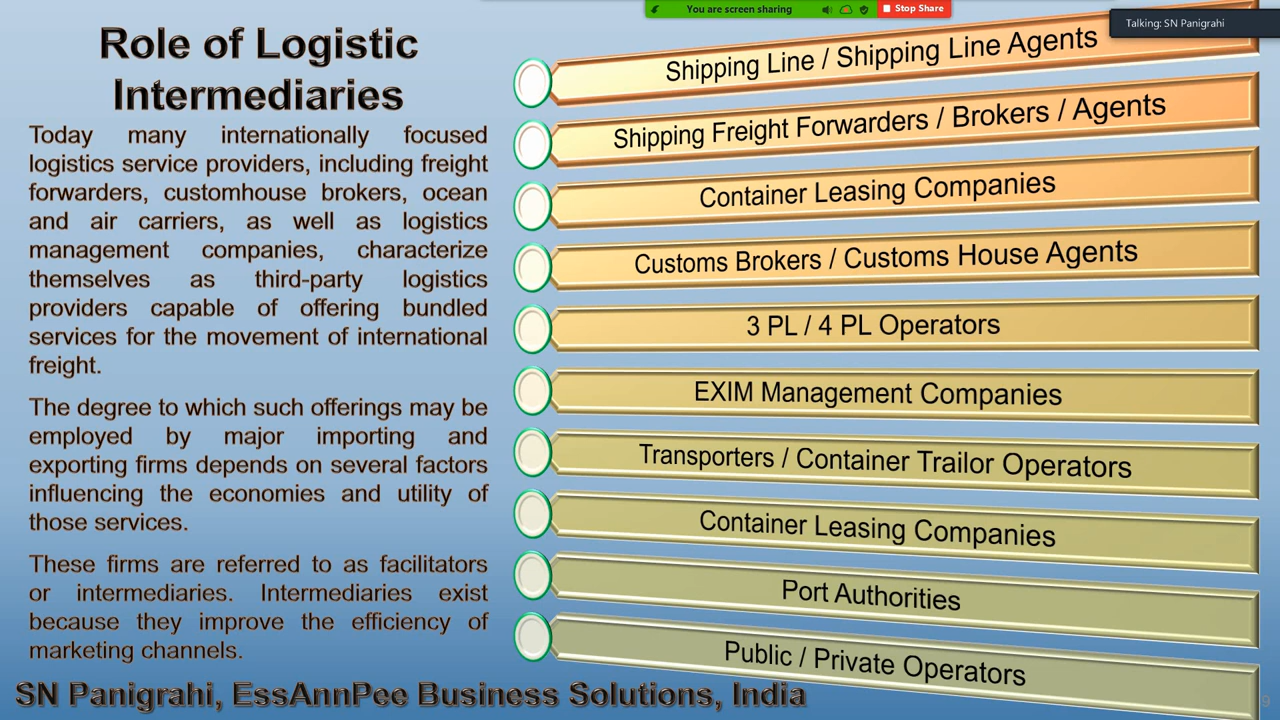 You are screen sharing
Stop Share
Talking: SN Panigrahi
Role of Logistic
Intermediaries
Today many internationally focused
logistics service providers, including freight
forwarders, customhouse brokers, ocean
and air carriers, as well as logistics
management companies, characterize
themselves as third-party logistics
providers capable of offering bundled
services for the movement of international
freight.
The degree to which such offerings may be
employed by major importing and
exporting firms depends on several factors
influencing the economies and utility of
those services.
These firms are referred to as facilitators
or intermediaries. Intermediaries exist
because they improve the efficiency of
marketing channels.
Shipping Line / Shipping Line Agents
Shipping Freight Forwarders / Brokers / Agents
Container Leasing Companies
Customs Brokers / Customs House Agents
3 PL / 4 PL Operators
EXIM Management Companies
Transporters / Container Trailor Operators
Container Leasing Companies
Port Authorities
Public / Private Operators
SN Panigrahi, EssAnnPee Business Solutions, India
9